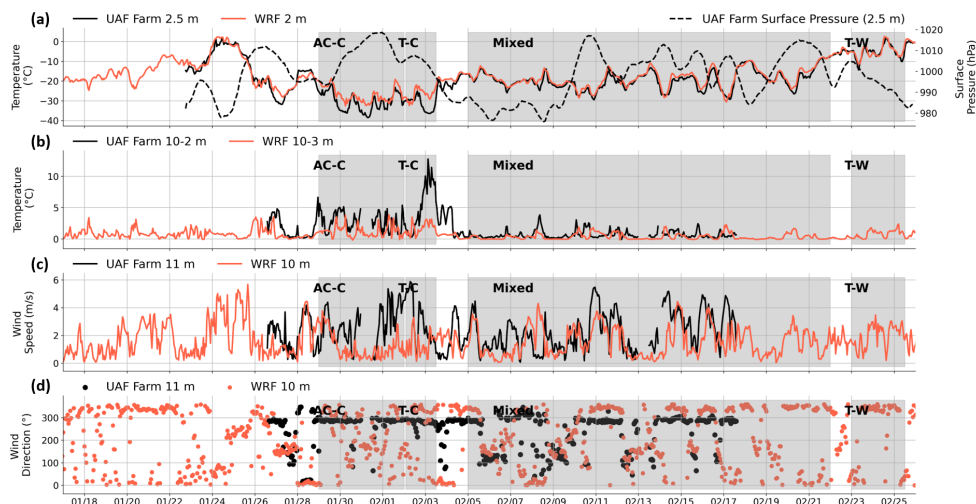 (a) UAF Farm 2.5 m WRF 2 m UAF Farm Surface Pressure (2.5 m)
AC-C T-C Mixed T-W
Temperature
(°C)
0
−10
−20
−30
−40
1020
1010
1000
990
980
Surface
Pressure (hPa)
(b) UAF Farm 10-2 m WRF 10-3 m
AC-C T-C Mixed T-W
Temperature
(°C)
10
5
0
(c) UAF Farm 11 m WRF 10 m
AC-C T-C Mixed T-W
Wind
Speed (m/s)
6
4
2
0
(d) UAF Farm 11 m WRF 10 m
AC-C T-C Mixed T-W
Wind
Direction (°)
300
200
100
0
01/18 01/20 01/22 01/24 01/26 01/28 01/30 02/01 02/03 02/05 02/07 02/09 02/11 02/13 02/15 02/17 02/19 02/21 02/23 02/25